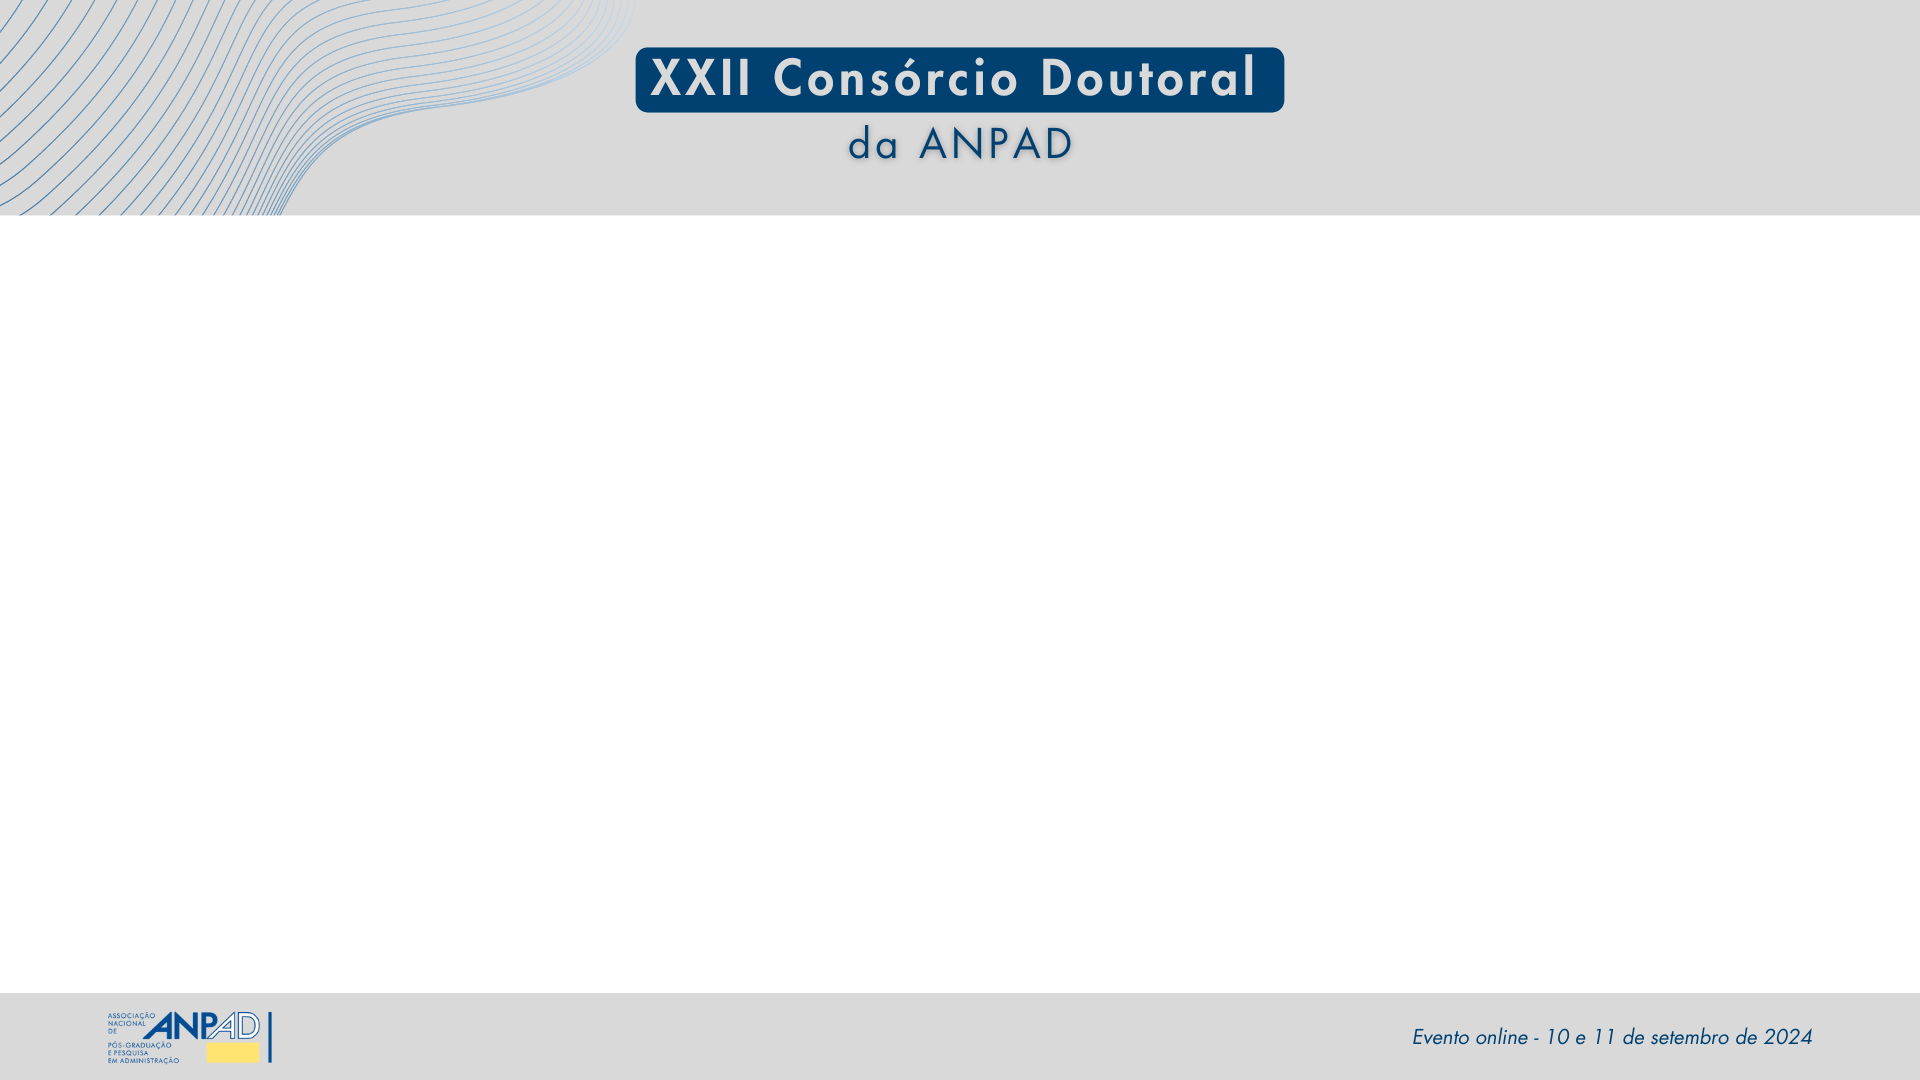 XXII Consórcio Doutoral
da ANPAD
ASSOCIAÇÃO
NACIONAL
DE
ANPAD
PÓS-GRADUAÇÃO
E PESQUISA
EM ADMINISTRAÇÃO
Evento online - 10 e 11 de setembro de 2024